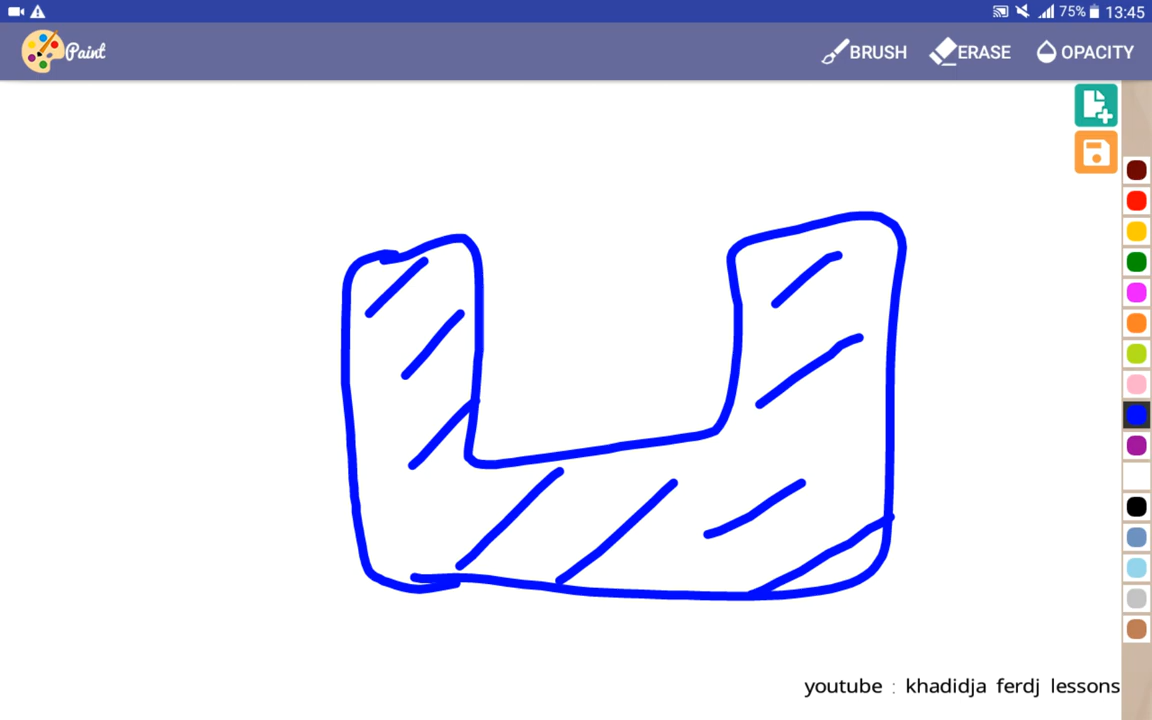 75% 13:45
Paint BRUSH ERASE OPACITY
youtube : khadidja ferdj lessons